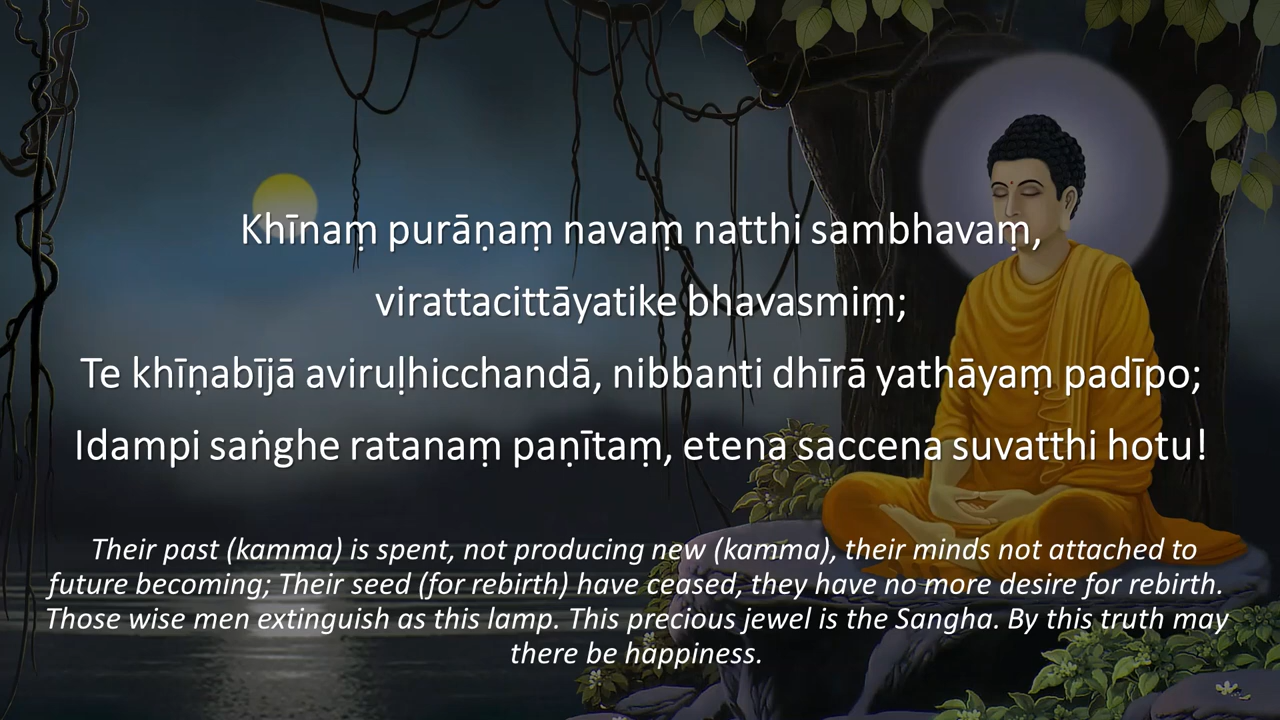 Khīnaṃ purāṇaṃ navaṃ natthi sambhavaṃ,
virattacittāyatike bhavasmiṃ;
Te khīṇabījā aviruḷhicchandā, nibbanti dhīrā yathāyaṃ padīpo;
Idampi saṅghe ratanaṃ paṇītaṃ, etena saccena suvatthi hotu!
Their past (kamma) is spent, not producing new (kamma), their minds not attached to
future becoming; Their seed (for rebirth) have ceased, they have no more desire for rebirth.
Those wise men extinguish as this lamp. This precious jewel is the Sangha. By this truth may
there be happiness.